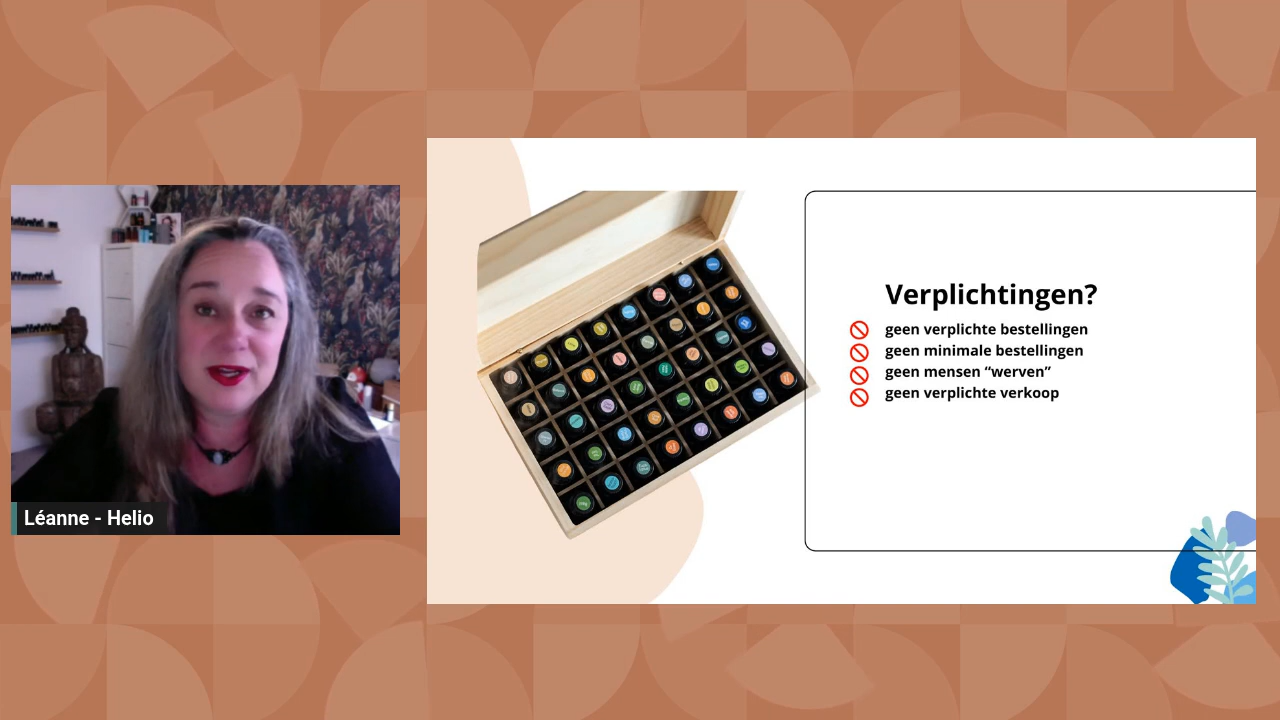 Léanne - Helio
Verplichtingen?
geen verplichte bestellingen
geen minimale bestellingen
geen mensen “werven”
geen verplichte verkoop